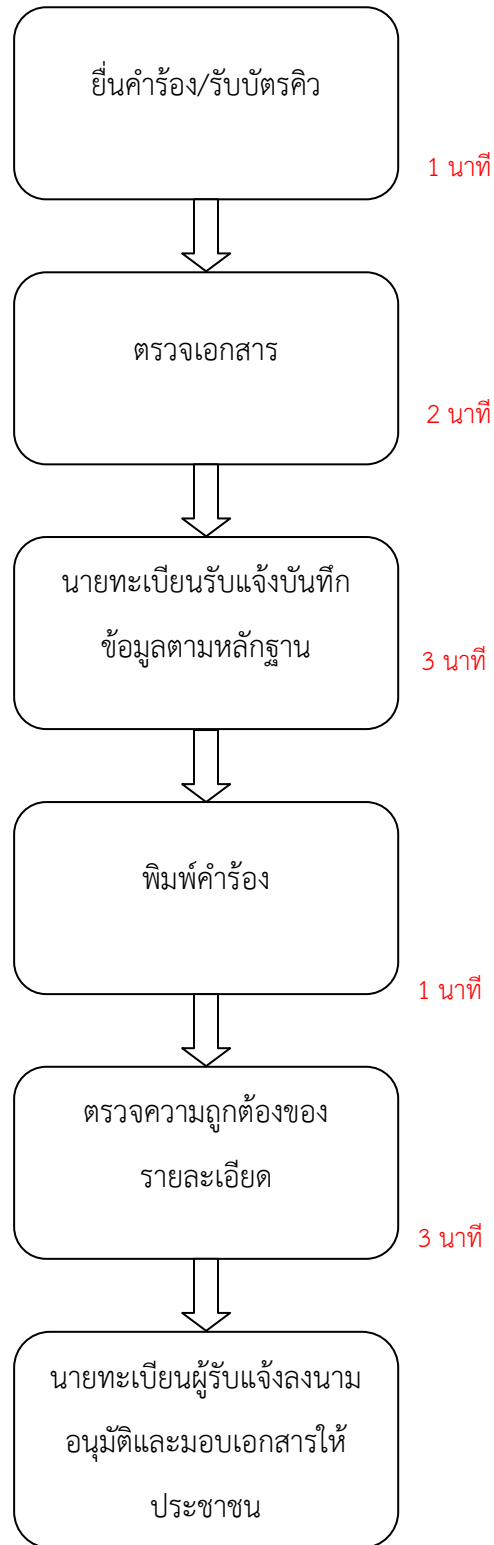 ยื่นคำร้อง/รับบัตรคิว
1 นาที
ตรวจเอกสาร
2 นาที
นายทะเบียนรับแจ้งบันทึก
ข้อมูลตามหลักฐาน
3 นาที
พิมพ์คำร้อง
1 นาที
ตรวจความถูกต้องของ
รายละเอียด
3 นาที
นายทะเบียนผู้รับแจ้งลงนาม
อนุมัติและมอบเอกสารให้
ประชาชน